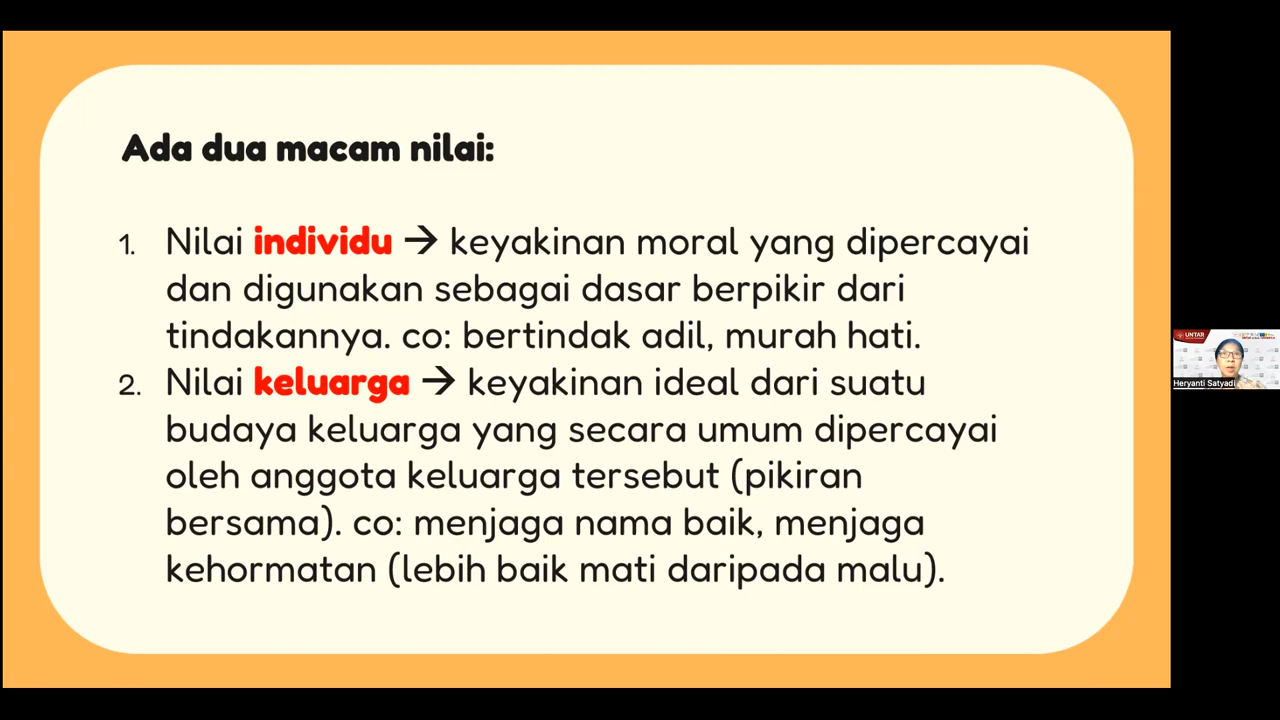 Ada dua macam nilai:
1. Nilai individu → keyakinan moral yang dipercayai
dan digunakan sebagai dasar berpikir dari
tindakannya. co: bertindak adil, murah hati.
2. Nilai keluarga → keyakinan ideal dari suatu
budaya keluarga yang secara umum dipercayai
oleh anggota keluarga tersebut (pikiran
bersama). co: menjaga nama baik, menjaga
kehormatan (lebih baik mati daripada malu).
UNTAR
Heryanti Satyadi